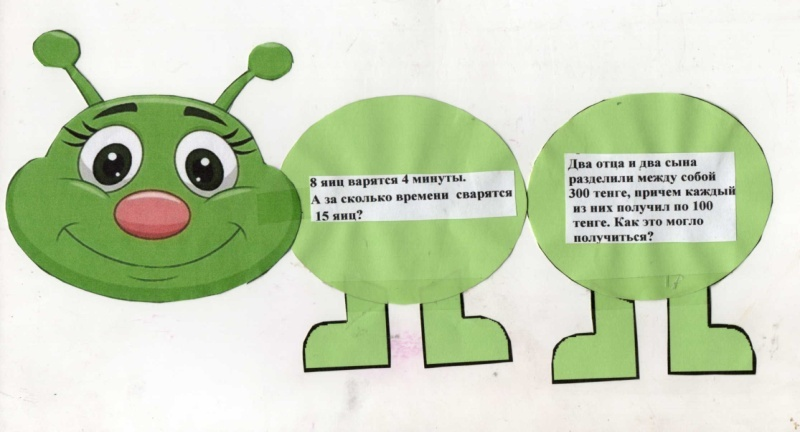 8 яиц варятся 4 минуты.
А за сколько времени сварятся
15 яиц?
Два отца и два сына
разделили между собой
300 тенге, причем каждый
из них получил по 100
тенге. Как это могло
получиться?